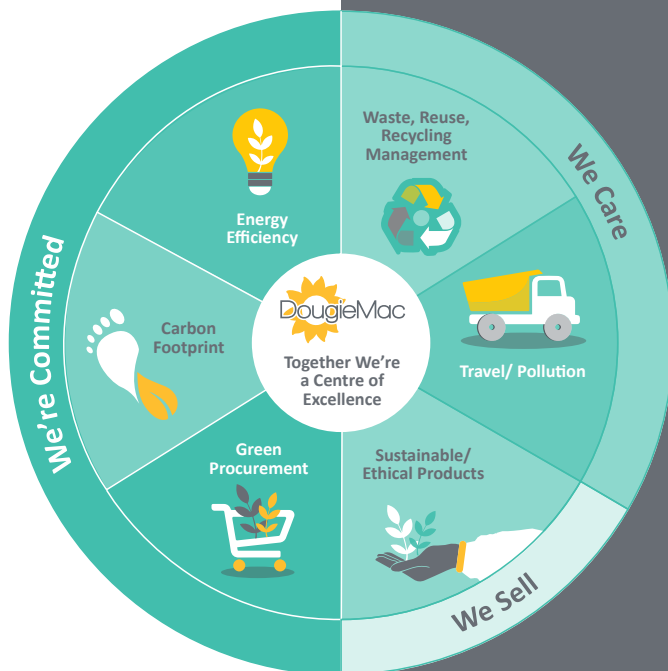 We're Committed
Energy
Efficiency
Carbon
Footprint
Green
Procurement
We Care
Waste, Reuse,
Recycling
Management
Travel/ Pollution
We Sell
Sustainable/
Ethical Products
DougieMac
Together We're
a Centre of
Excellence